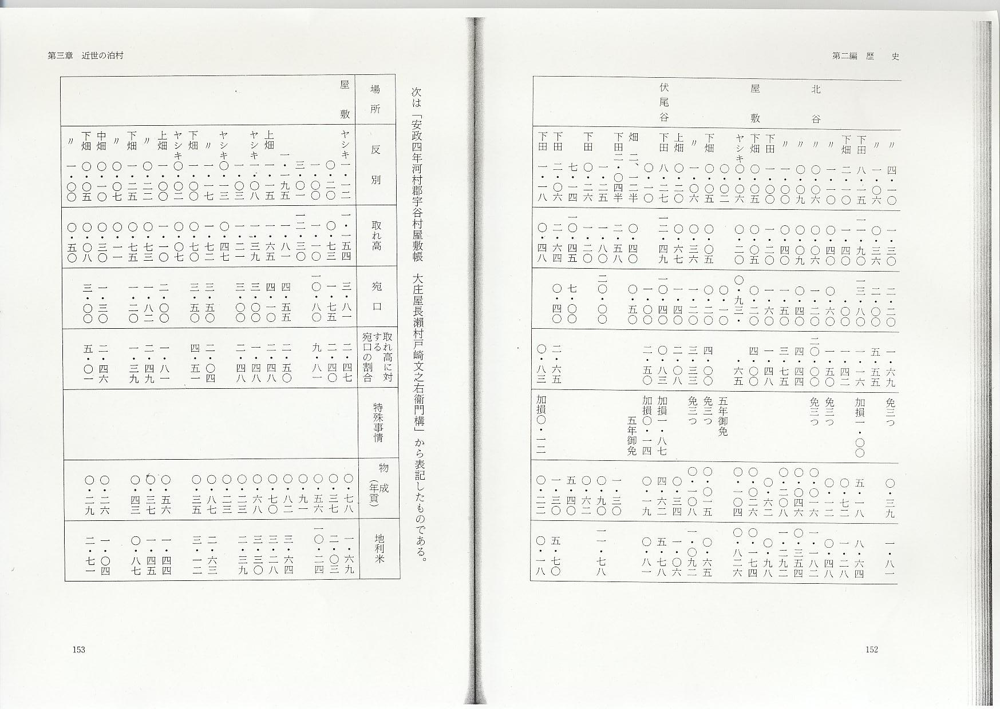 第二編　歴　史
〃 四・一〇 一・三〇 二・二〇 一・六九 免三つ 〇・三九 一・八一
〃 一・〇六 〇・三六 二・〇〇 五・五五
下田 八・一五 一一・九〇 一三・八〇 一・一六 加損一・〇〇 五・一八 八・六四
下畑 二・一〇 一・四〇 ・〇〇 一・四二 〇・七二 一・二八
〃 一・一〇 〇・四〇 〇・六〇 一・五〇 免三つ 〇・一二 〇・四八
北谷 〃 〇・〇六 〇・〇六 一・二〇 二〇・〇〇 免三つ 〇・〇一六 一・一八二
〃 〇・〇九 〇・〇九 〇・四〇 四・四四 〇・〇四六 〇・三五四
〃 一・〇〇 〇・四〇 一・五〇 三・七五 〇・二〇八 一・二九二
下田 一・〇〇 一・二〇 一・六〇 一・四八 〇・六二 〇・九八
屋敷 下畑 〇・〇五 〇・〇五 〇・二〇 四・〇〇 〇・〇二六 〇・一七四
ヤシキ〇・〇六 〇・二〇 〇・九三・ ・六五 〇・一〇四 〇・八二六
〇・〇二 〇・一〇 五年御免
下畑 〇・〇五 〇・〇五 〇・二〇 四・〇〇 免三つ 〇・〇一五 〇・六五
〃 一・〇六 〇・三六 一・二〇 三・三三 免三つ 〇・一〇八 一・〇九二
上畑 〇・二〇 〇・六七 一・四〇 二・〇八 〇・三四 一・〇六
伏尾谷 下田 八・二七 一二・四九 一〇・四〇 〇・八三 加損一・八七 四・六二 五・七八
〇・一〇 一・〇〇 二・五〇 加損〇・一四 〇・一九 〇・八一
畑 二、一二半 〇・四〇 〇・五〇 五年御免
下田二・〇四半 二・五八 一・三〇
一・二五 一・八〇 二〇・〇〇 〇・九〇 一一・七八
下田 〇・二六 一・二〇 〇・六二
七・一四 一〇・四五 七・〇〇 五・四〇
下田 二・〇六 二・六四 〇・四〇 二・六五 一・三〇 五・七〇
下田 一・一八 〇・四八 〇・八三 加損〇・一二 〇・二二 〇・一八
152
第三章　近世の泊村
次は「安政四年河村郡宇谷村屋敷帳　大庄屋長瀬村戸崎文之右衞門構」から表記したものである。
場所 反別 取れ高 宛口 取れ高に対する宛口の割合 特殊事情 物成（年貢） 地利米
屋敷 ヤシキ一・一二 一・一五四 三・八一 二・四七 〇・七八 一・六九
〇・二〇 〇・七三 一・七五 二・四〇 〇・三七 二・〇三
一・〇〇 一・一〇 一〇・八〇 九・八一 〇・五六 一〇・二四
三・〇一 一二・三〇 〇・九一
一・一九五 一・八一 四・五五 二・五〇 〇・八二 三・六四
上畑 一・一五 一・六五 四・一〇 二・四八 〇・七〇 三・二八
ヤシキ一・〇八 一・三九 三・〇〇 一・四八 〇・六八 三・三〇
一・〇三 一・二一 三・〇〇 二・四八 〇・二三 二・三九
ヤシキ〇・一三 〇・四七 〇・二三
〃 一・一七 一・七二 三・五〇 二・〇四 〇・八七 二・六三
下畑 一・〇〇 〇・七〇 三・五〇 四・五一 〇・三五 三・一二
ヤシキ〇・〇二 〇・〇七
上畑 一・〇〇 一・一〇 二・〇〇 一・八一 〇・五六 一・四四
〃 〇・二二 〇・七三 一・八二 二・四九 〇・三七 一・四五
下畑 一・二五 〇・七五 一・二〇 一・三九 〇・四三 〇・八七
〃 〇・〇七 〇・一一
中畑 〇・一〇 〇・三〇 一・三〇 二・四六 〇・二六 一・〇四
下畑 〇・〇五 〇・〇八 三・〇〇 五・〇一 〇・二九 二・七一
〃 一・〇〇 〇・五〇
153